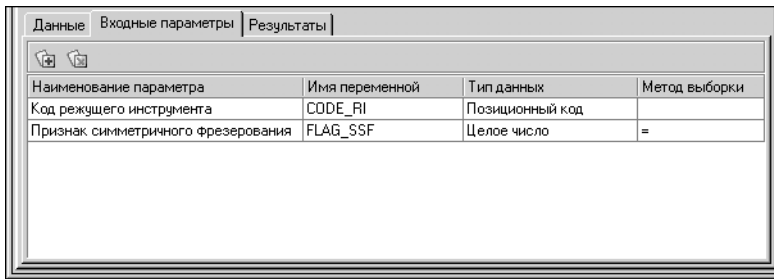 Данные Входные параметры Результаты
Наименование параметра Имя переменной Тип данных Метод выборки
Код режущего инструмента CODE_RI Позиционный код
Признак симметричного фрезерования FLAG_SSF Целое число =